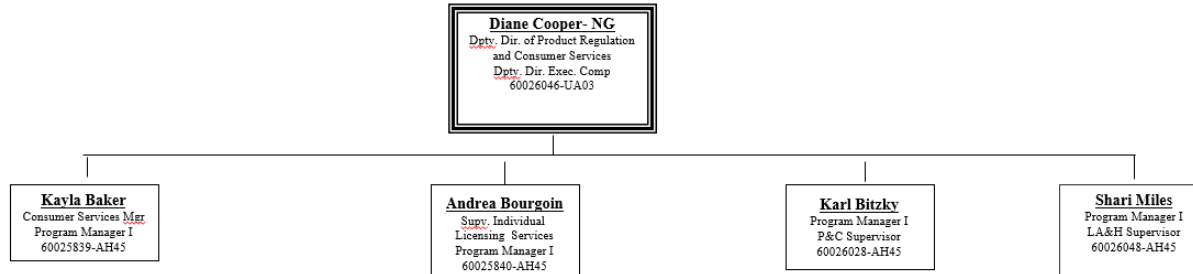 Diane Cooper- NG
Dpty. Dir. of Product Regulation
and Consumer Services
Dpty. Dir. Exec. Comp
60026046-UA03
Kayla Baker
Consumer Services Mgr
Program Manager I
60025839-AH45
Andrea Bourgoin
Supv. Individual
Licensing Services
Program Manager I
60025840-AH45
Karl Bitzky
Program Manager I
P&C Supervisor
60026028-AH45
Shari Miles
Program Manager I
LA&H Supervisor
60026048-AH45